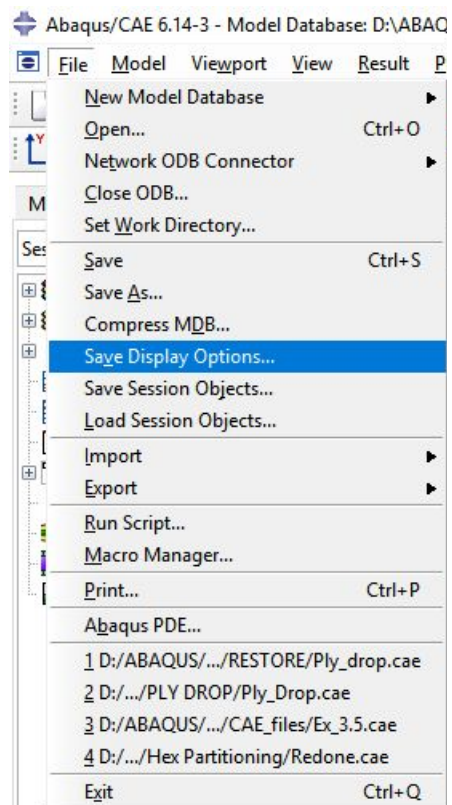 Abaqus/CAE 6.14-3 - Model Database: D:\ABAQ
File Model Viewport View Result P
New Model Database
Open... Ctrl+O
Network ODB Connector
Close ODB...
Set Work Directory...
M
Ses
Save Ctrl+S
Save As...
Compress MDB...
Save Display Options...
Save Session Objects...
Load Session Objects...
Import
Export
Run Script...
Macro Manager...
Print... Ctrl+P
Abaqus PDE...
1 D:/ABAQUS/.../RESTORE/Ply_drop.cae
2 D:/.../PLY DROP/Ply_Drop.cae
3 D:/ABAQUS/.../CAE_files/Ex_3.5.cae
4 D:/.../Hex Partitioning/Redone.cae
Exit Ctrl+Q